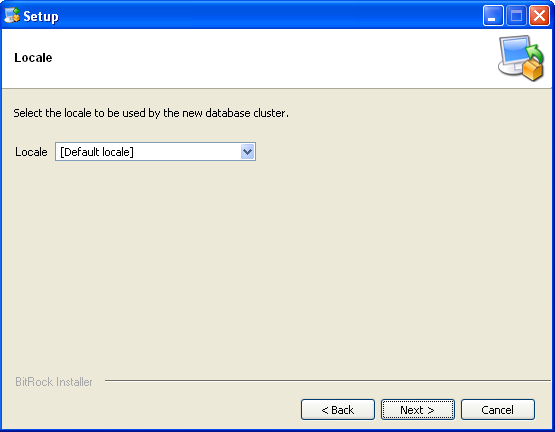 Setup
Locale
Select the locale to be used by the new database cluster.
Locale [Default locale]
BitRock Installer
< Back Next > Cancel